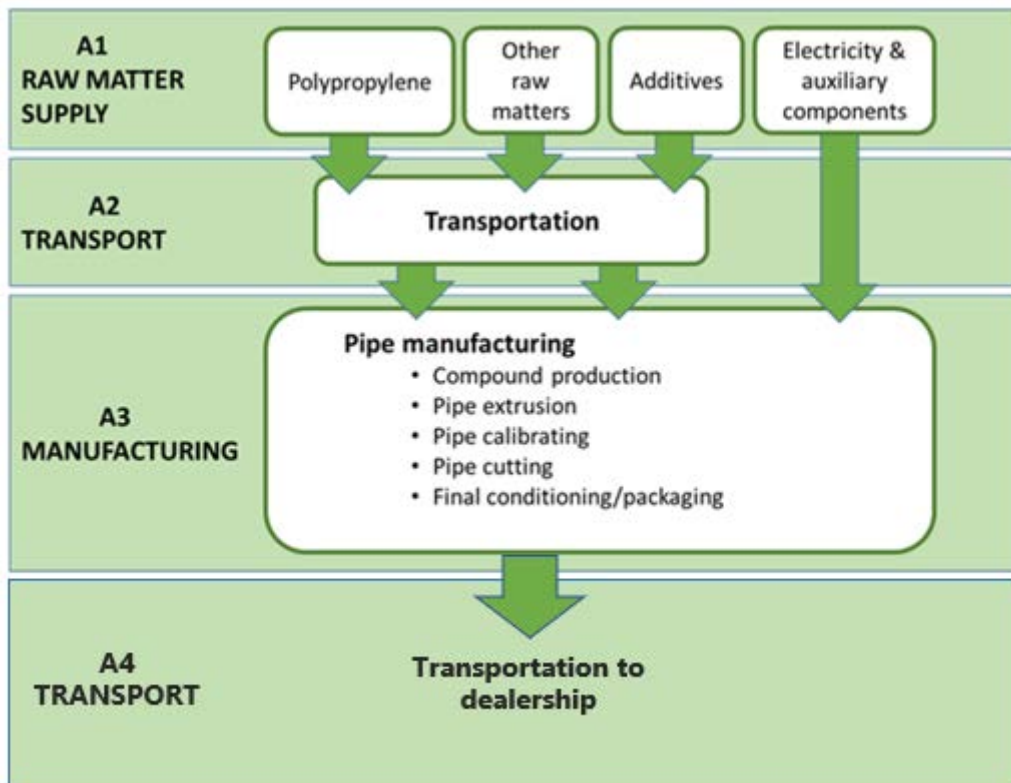 A1
RAW MATTER
SUPPLY
Polypropylene
Other
raw
matters
Additives
Electricity &
auxiliary
components
A2
TRANSPORT
Transportation
A3
MANUFACTURING
Pipe manufacturing
• Compound production
• Pipe extrusion
• Pipe calibrating
• Pipe cutting
• Final conditioning/packaging
A4
TRANSPORT
Transportation to
dealership